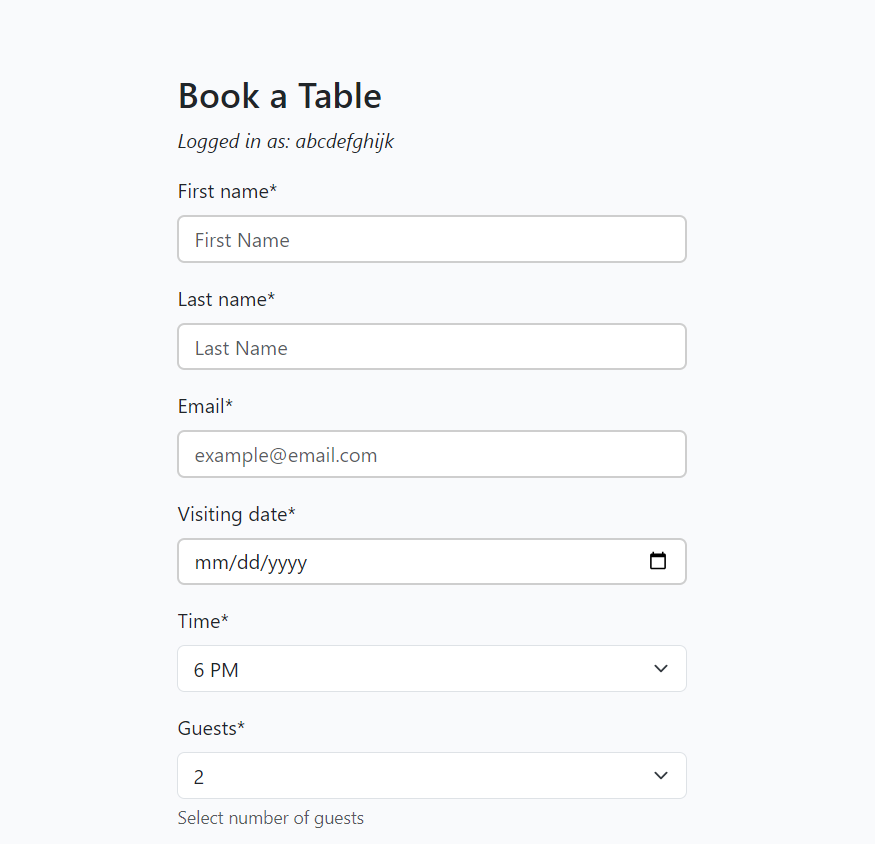 Book a Table
Logged in as: abcdefghijk
First name*
First Name
Last name*
Last Name
Email*
example@email.com
Visiting date*
mm/dd/yyyy
Time*
6 PM
Guests*
2
Select number of guests